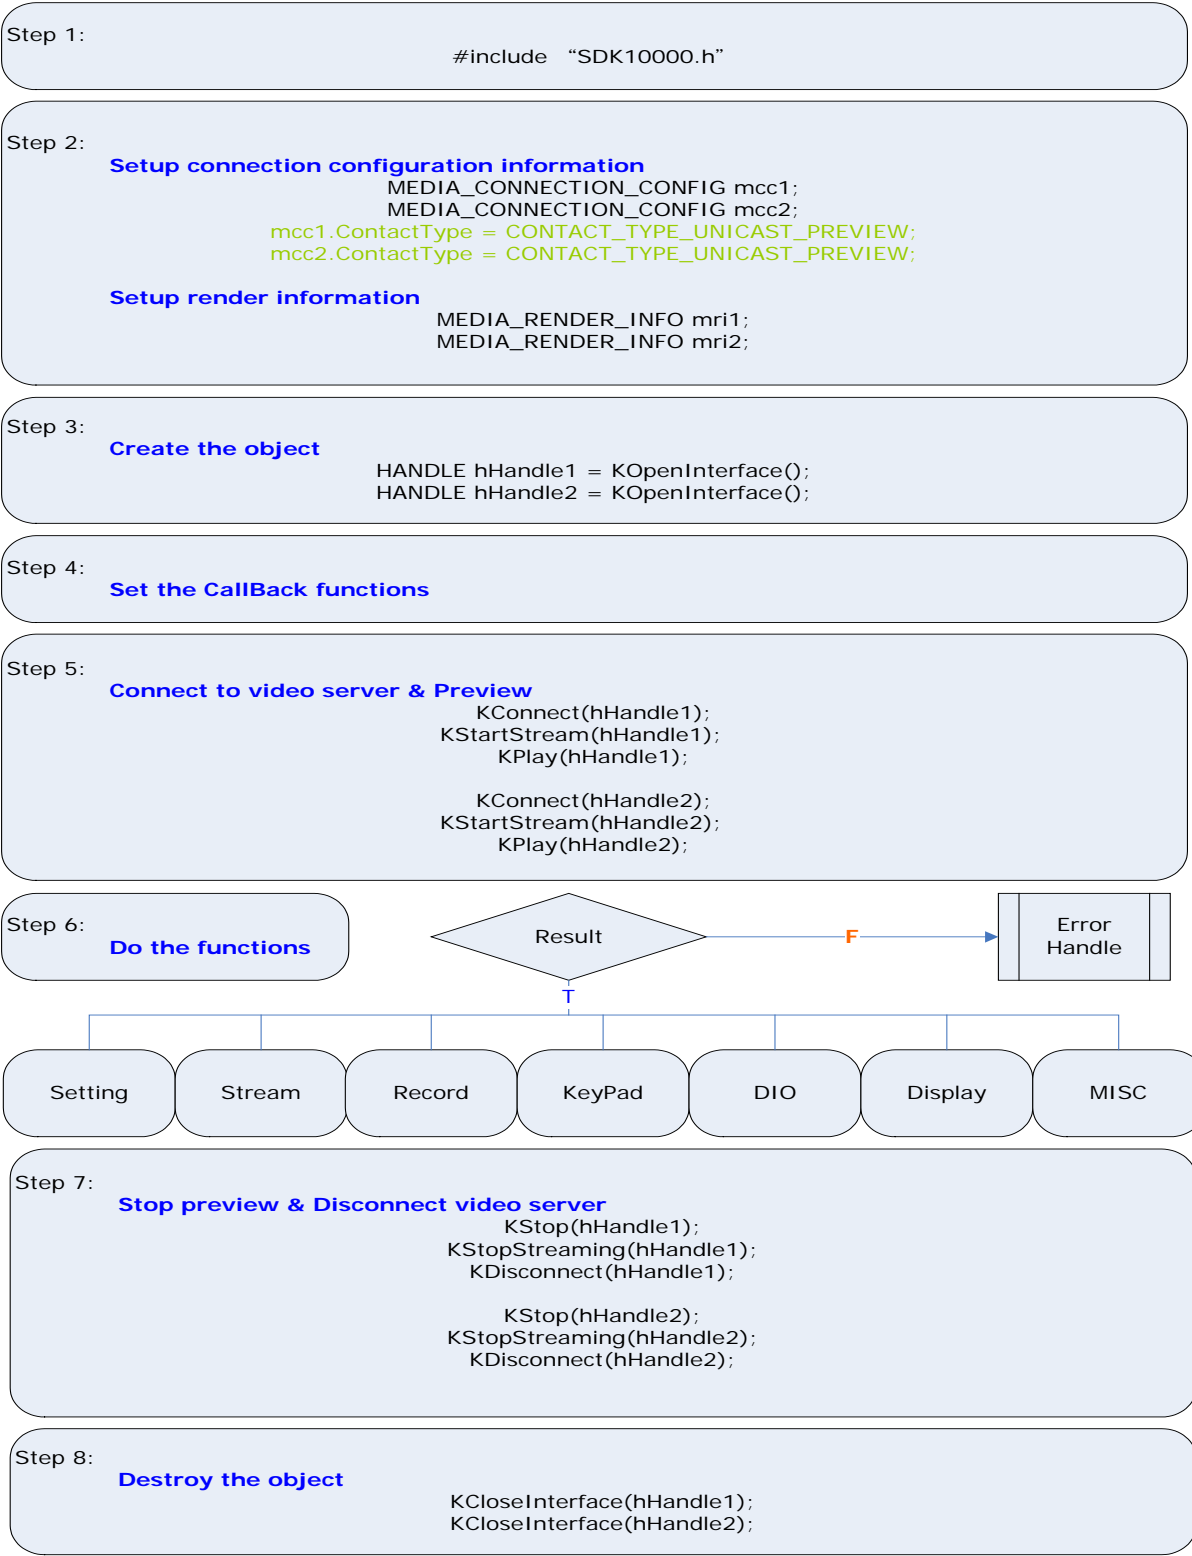 Step 1:
#include “SDK10000.h”
Step 2:
Setup connection configuration information
MEDIA_CONNECTION_CONFIG mcc1;
MEDIA_CONNECTION_CONFIG mcc2;
mcc1.ContactType = CONTACT_TYPE_UNICAST_PREVIEW;
mcc2.ContactType = CONTACT_TYPE_UNICAST_PREVIEW;
Setup render information
MEDIA_RENDER_INFO mri1;
MEDIA_RENDER_INFO mri2;
Step 3:
Create the object
HANDLE hHandle1 = KOpenInterface();
HANDLE hHandle2 = KOpenInterface();
Step 4:
Set the CallBack functions
Step 5:
Connect to video server & Preview
KConnect(hHandle1);
KStartStream(hHandle1);
KPlay(hHandle1);
KConnect(hHandle2);
KStartStream(hHandle2);
KPlay(hHandle2);
Step 6:
Do the functions
Result
F
Error
Handle
T
Setting
Stream
Record
KeyPad
DIO
Display
MISC
Step 7:
Stop preview & Disconnect video server
KStop(hHandle1);
KStopStreaming(hHandle1);
KDisconnect(hHandle1);
KStop(hHandle2);
KStopStreaming(hHandle2);
KDisconnect(hHandle2);
Step 8:
Destroy the object
KCloseInterface(hHandle1);
KCloseInterface(hHandle2);